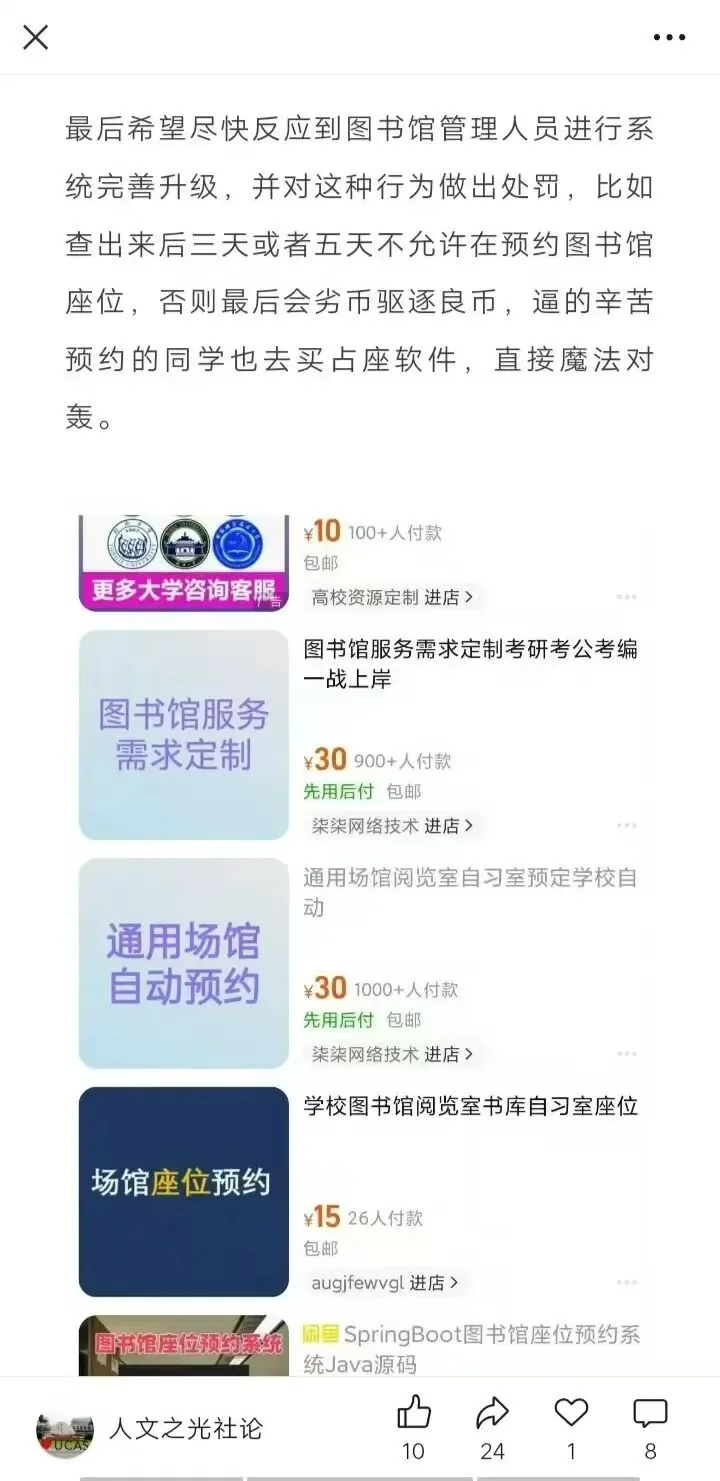 最后希望尽快反应到图书馆管理人员进行系
统完善升级，并对这种行为做出处罚，比如
查出来后三天或者五天不允许在预约图书馆
座位，否则最后会劣币驱逐良币，逼的辛苦
预约的同学也去买占座软件，直接魔法对
轰。
更多大学咨询客服
广告
¥10 100+人付款
包邮
高校资源定制 进店
图书馆服务
需求定制
图书馆服务需求定制考研考公考编
一战上岸
¥30 900+人付款
先用后付 包邮
柒柒网络技术 进店
通用场馆
自动预约
通用场馆阅览室自习室预定学校自
动
¥30 1000+人付款
先用后付 包邮
柒柒网络技术 进店
场馆座位预约
学校图书馆阅览室书库自习室座位
¥15 26人付款
包邮
augjfewvgl 进店
图书馆座位预约系统
闲鱼 SpringBoot图书馆座位预约系
统Java源码
UCAS
人文之光社论
10
24
1
8